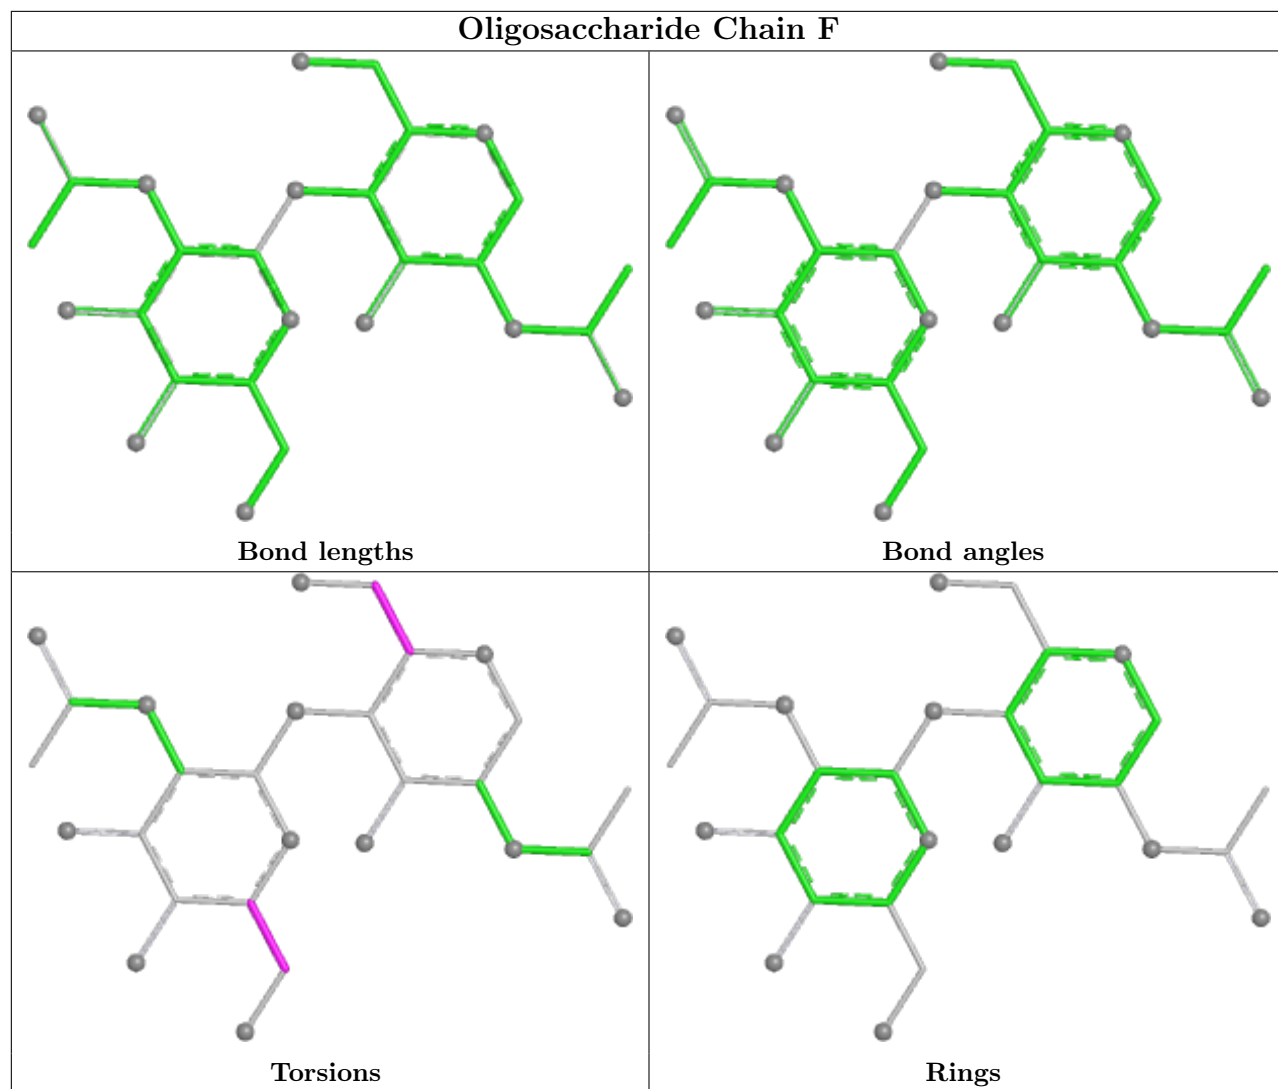 Oligosaccharide Chain F
Bond lengths
Bond angles
Torsions
Rings